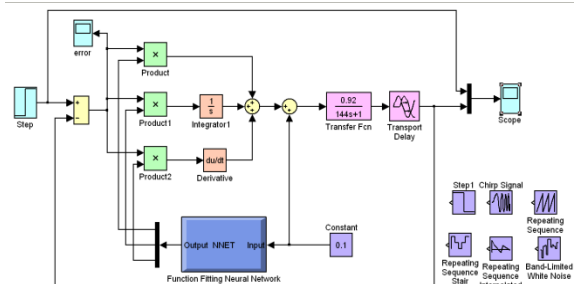 error
×
Product
Step
+
−
×
Product1
1
s
Integrator1
+
+
+
+
+
0.92
144s+1
Transfer Fcn
Transport
Delay
Scope
×
Product2
du/dt
Derivative
Output NNET Input
Function Fitting Neural Network
Constant
0.1
Step1
Chirp Signal
Repeating
Sequence
Repeating
Sequence
Stair
Repeating
Sequence
Interpolated
Band-Limited
White Noise